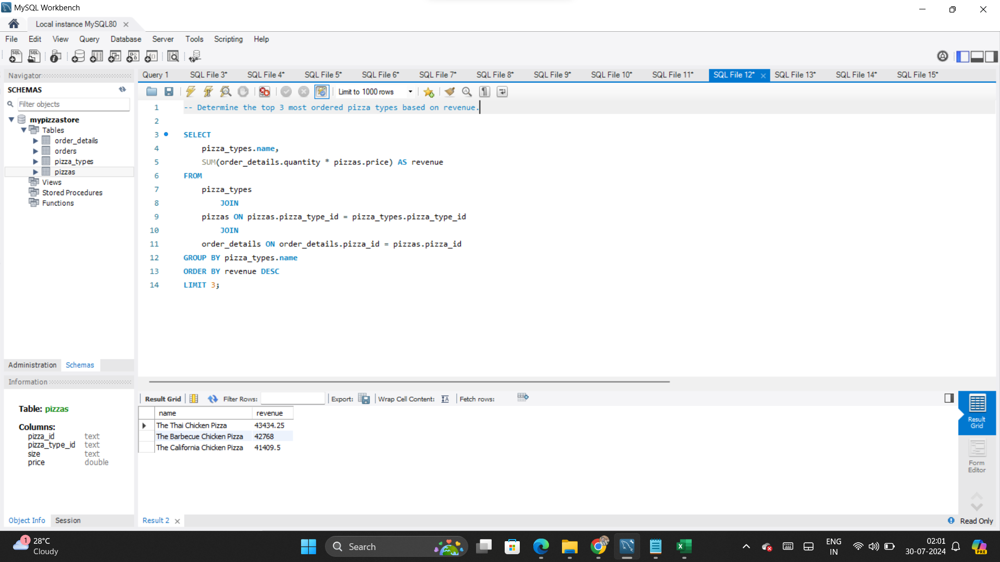 MySQL Workbench
Local instance MySQL80
File Edit View Query Database Server Tools Scripting Help
Navigator
Query 1 SQL File 3* SQL File 4* SQL File 5* SQL File 6* SQL File 7* SQL File 8* SQL File 9* SQL File 10* SQL File 11* SQL File 12* SQL File 13* SQL File 14* SQL File 15*
SCHEMAS
Limit to 1000 rows
Filter objects
mypizzastore
Tables
order_details
orders
pizza_types
pizzas
Views
Stored Procedures
Functions
1 -- Determine the top 3 most ordered pizza types based on revenue.
2
3 SELECT
4 pizza_types.name,
5 SUM(order_details.quantity * pizzas.price) AS revenue
6 FROM
7 pizza_types
8 JOIN
9 pizzas ON pizzas.pizza_type_id = pizza_types.pizza_type_id
10 JOIN
11 order_details ON order_details.pizza_id = pizzas.pizza_id
12 GROUP BY pizza_types.name
13 ORDER BY revenue DESC
14 LIMIT 3;
Administration Schemas
Information
Table: pizzas
Columns:
pizza_id text
pizza_type_id text
size text
price double
Object Info Session
Result Grid Filter Rows: Export: Wrap Cell Content: Fetch rows:
name revenue
The Thai Chicken Pizza 43434.25
The Barbecue Chicken Pizza 42768
The California Chicken Pizza 41409.5
Result
Grid
Form
Editor
Result 2
Read Only
1
28°C
Cloudy
Search
ENG
IN
02:01
30-07-2024
PRE